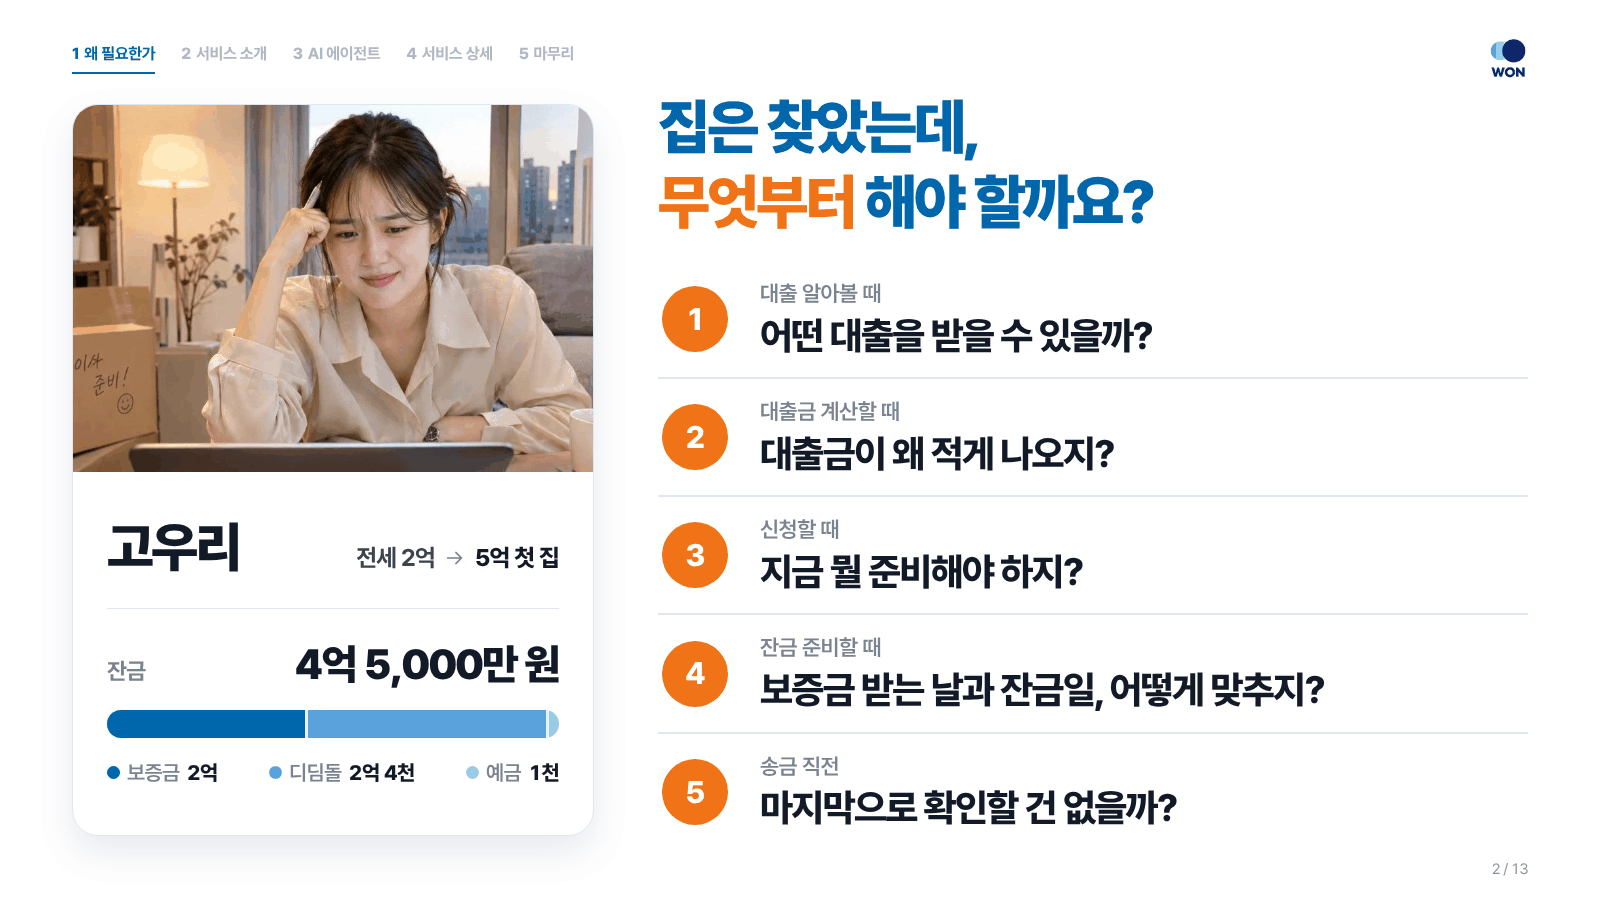 1 왜 필요한가 2 서비스 소개 3 AI 에이전트 4 서비스 상세 5 마무리
WON
이사
준비!
고우리
전세 2억 → 5억 첫 집
잔금
4억 5,000만 원
보증금 2억 디딤돌 2억 4천 예금 1천
집은 찾았는데,
무엇부터 해야 할까요?
1
대출 알아볼 때
어떤 대출을 받을 수 있을까?
2
대출금 계산할 때
대출금이 왜 적게 나오지?
3
신청할 때
지금 뭘 준비해야 하지?
4
잔금 준비할 때
보증금 받는 날과 잔금일, 어떻게 맞추지?
5
송금 직전
마지막으로 확인할 건 없을까?
2 / 13